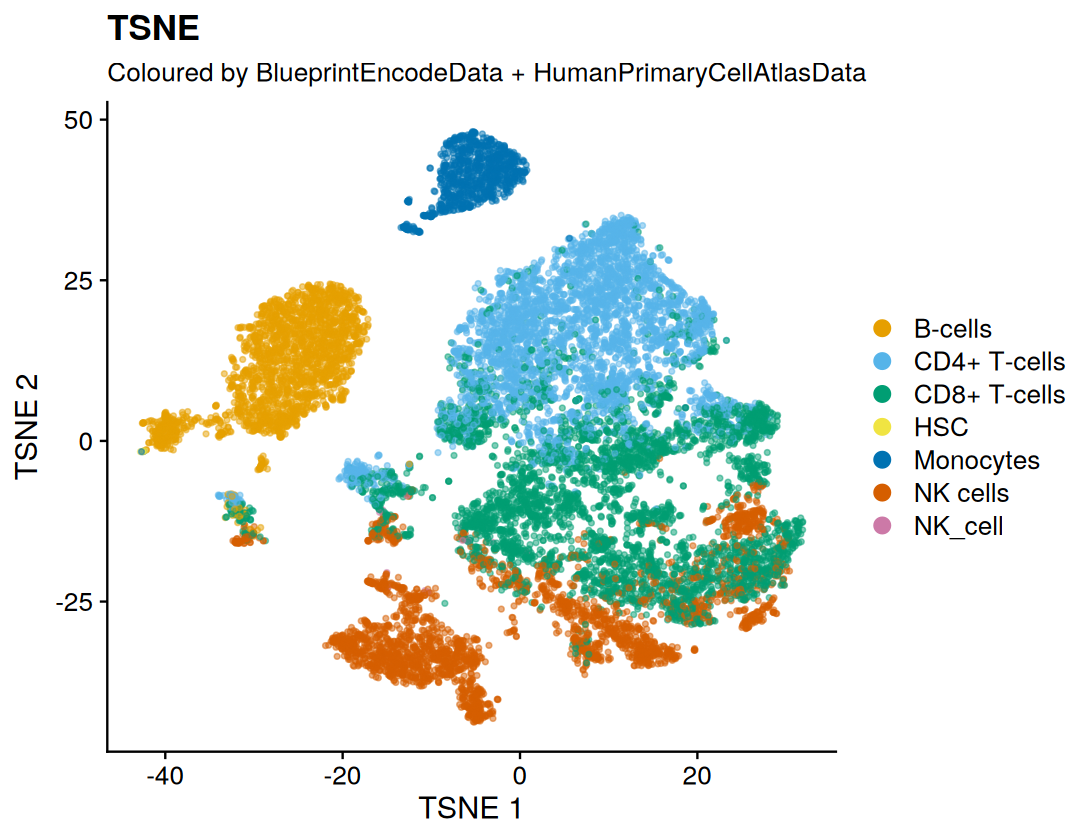 TSNE
Coloured by BlueprintEncodeData + HumanPrimaryCellAtlasData
50
25
0
-25
TSNE 2
-40
-20
0
20
TSNE 1
B-cells
CD4+ T-cells
CD8+ T-cells
HSC
Monocytes
NK cells
NK_cell